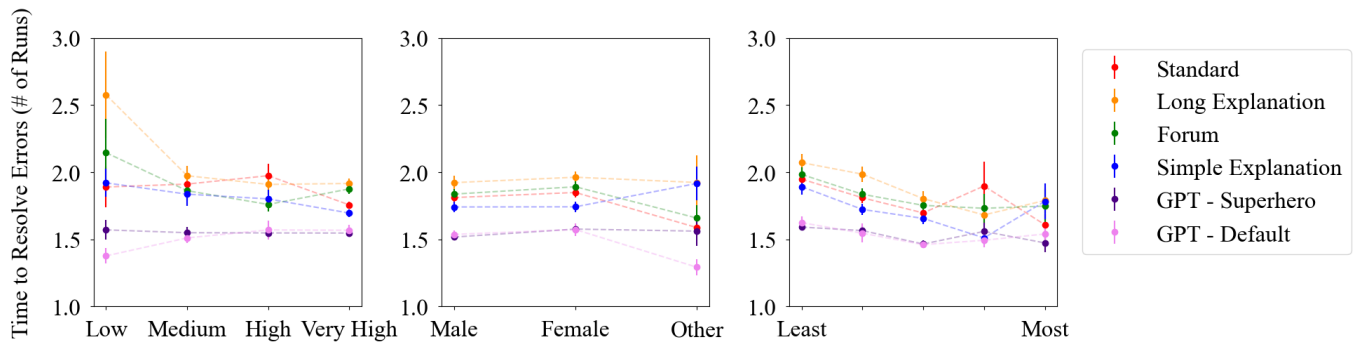 Time to Resolve Errors (# of Runs)
3.0
2.5
2.0
1.5
1.0
Low Medium High Very High
3.0
2.5
2.0
1.5
1.0
Male Female Other
3.0
2.5
2.0
1.5
1.0
Least Most
Standard
Long Explanation
Forum
Simple Explanation
GPT - Superhero
GPT - Default